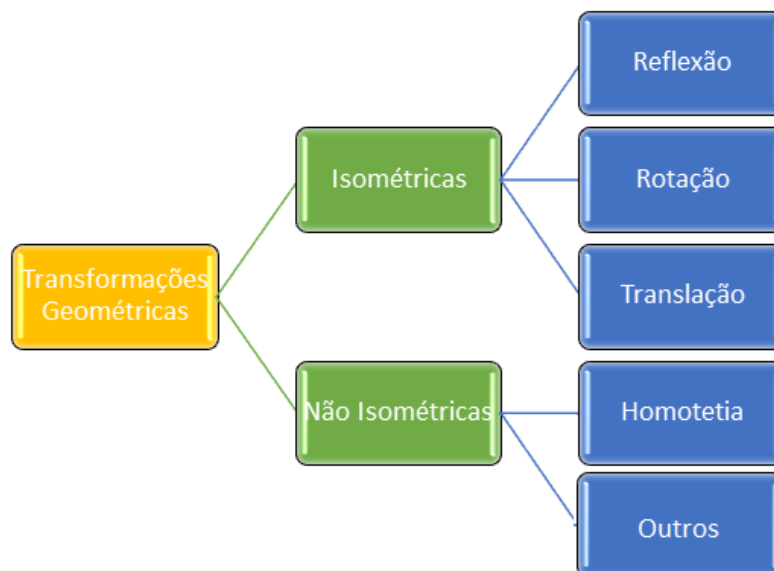 Transformações
Geométricas
Isométricas
Reflexão
Rotação
Translação
Não Isométricas
Homotetia
Outros